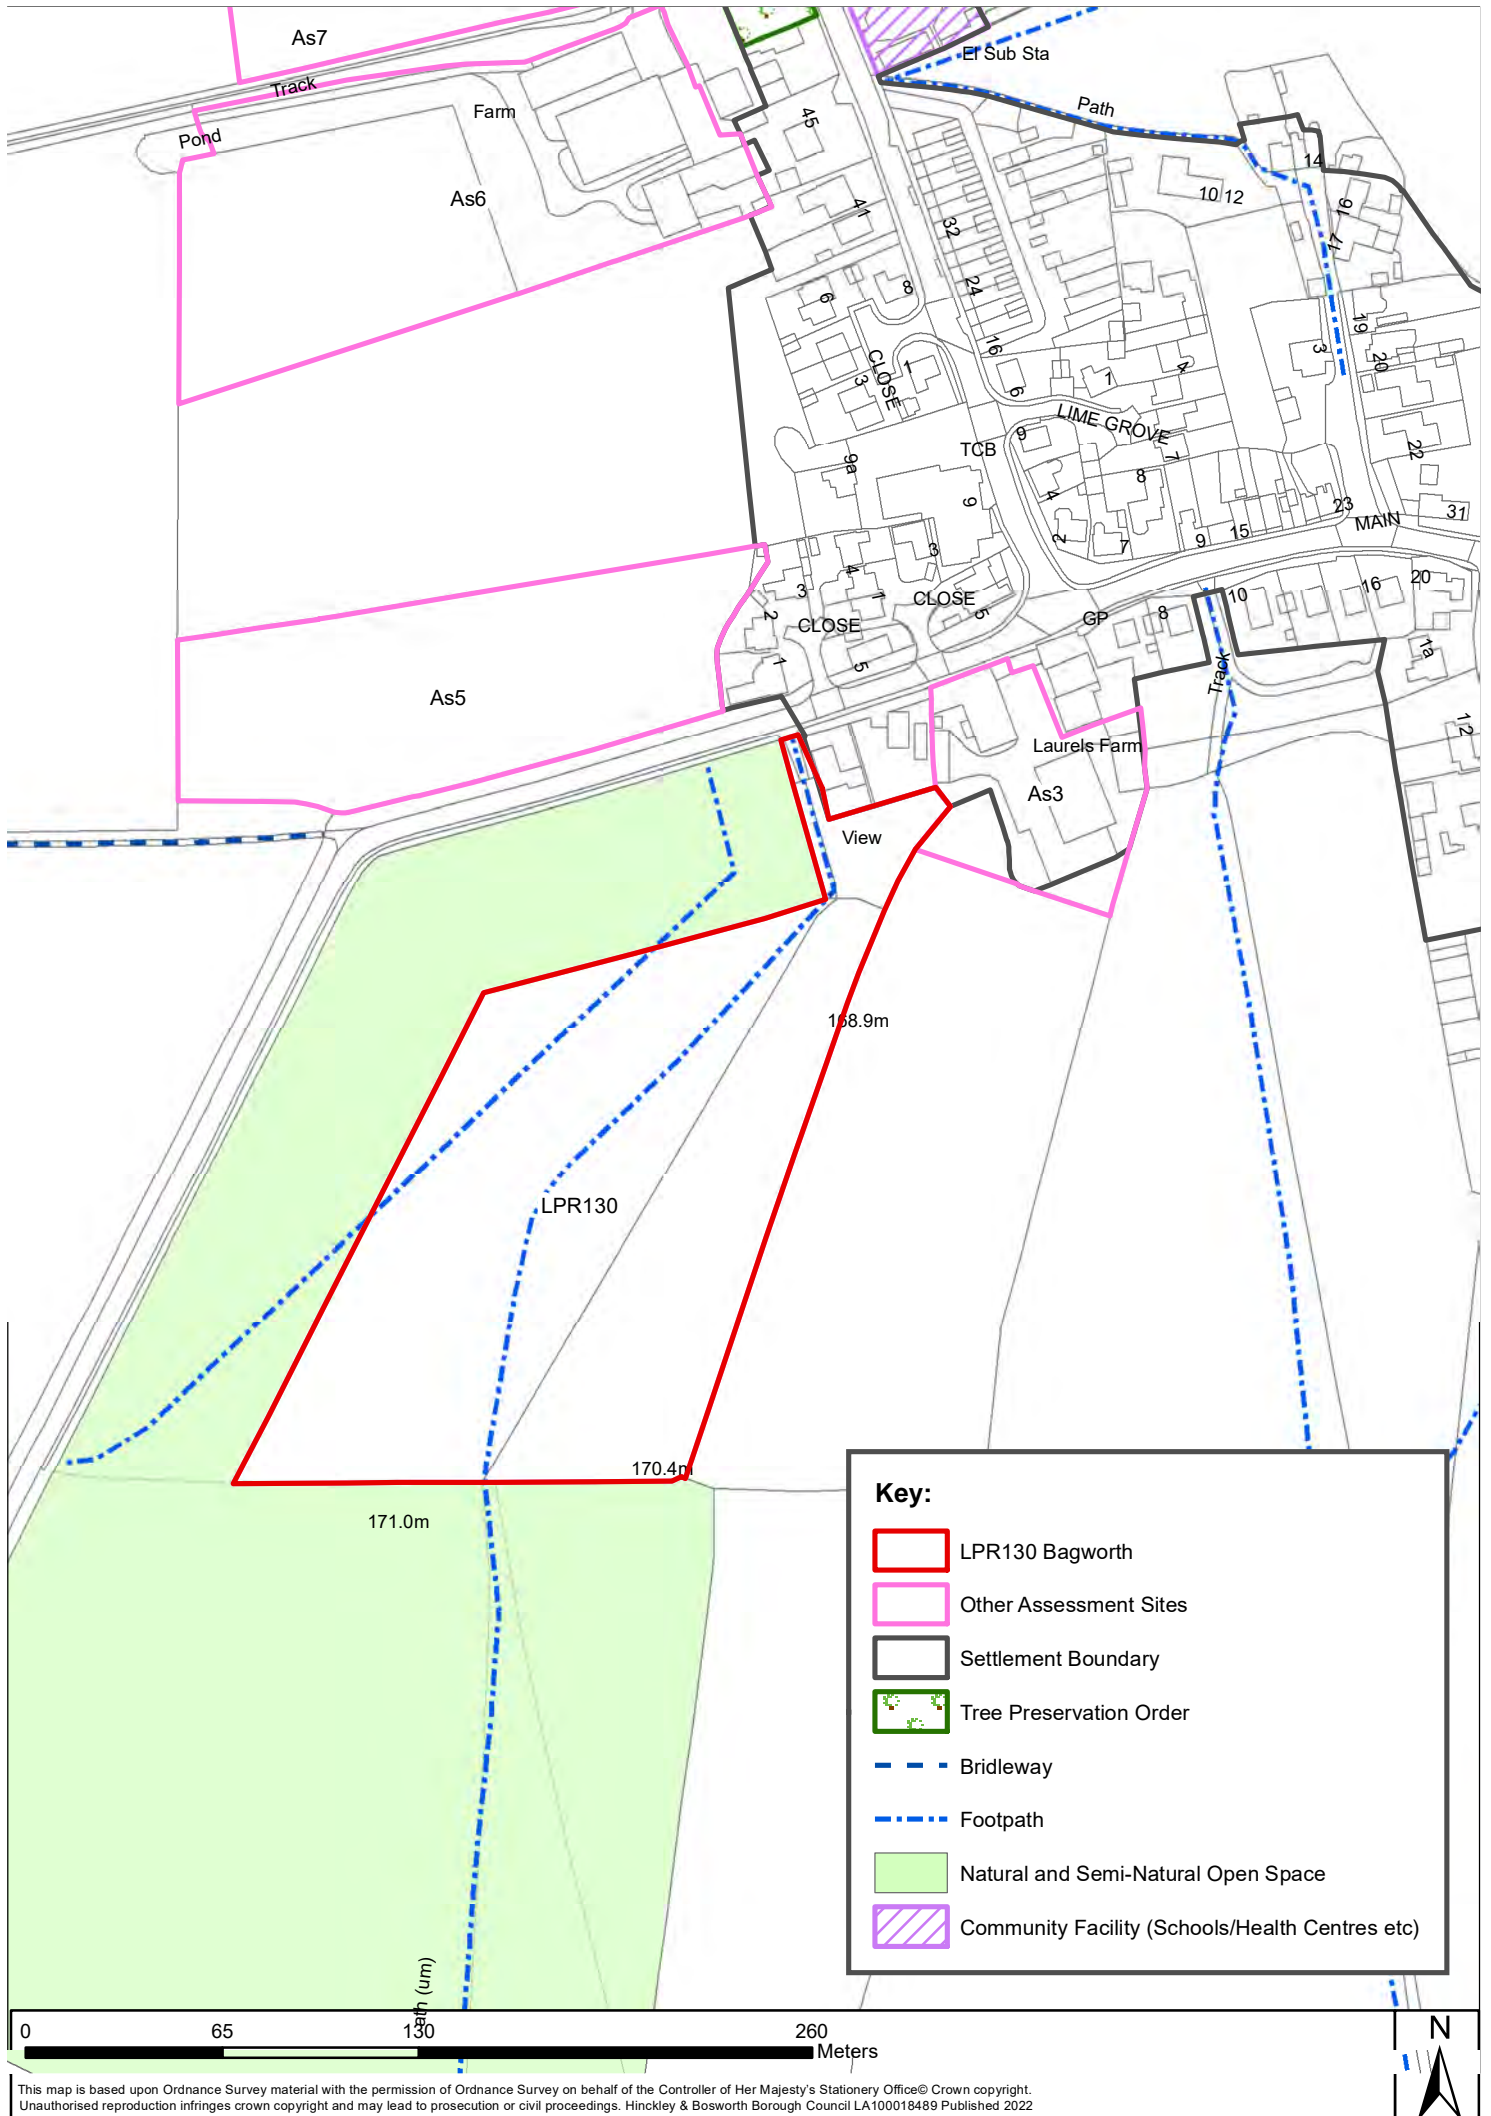 As7
El Sub Sta
Track
Path
Farm
45
Pond
14
As6
10 12
16
41
17
32
8
24
6
19
16
3
CLOSE
1
3
20
1
4
6
LIME GROVE
9
TCB
7
22
9a
8
4
9
23
31
MAIN
15
2
7
9
3
4
3
1
CLOSE
5
10
16
20
2
CLOSE
GP
8
1
5
1a
Track
As5
12
Laurels Farm
As3
View
168.9m
LPR130
170.4m
171.0m
Key:
LPR130 Bagworth
Other Assessment Sites
Settlement Boundary
Tree Preservation Order
Bridleway
Footpath
Natural and Semi-Natural Open Space
Community Facility (Schools/Health Centres etc)
ath (um)
0 65 130 260
Meters
N
This map is based upon Ordnance Survey material with the permission of Ordnance Survey on behalf of the Controller of Her Majesty's Stationery Office© Crown copyright.
Unauthorised reproduction infringes crown copyright and may lead to prosecution or civil proceedings. Hinckley & Bosworth Borough Council LA100018489 Published 2022